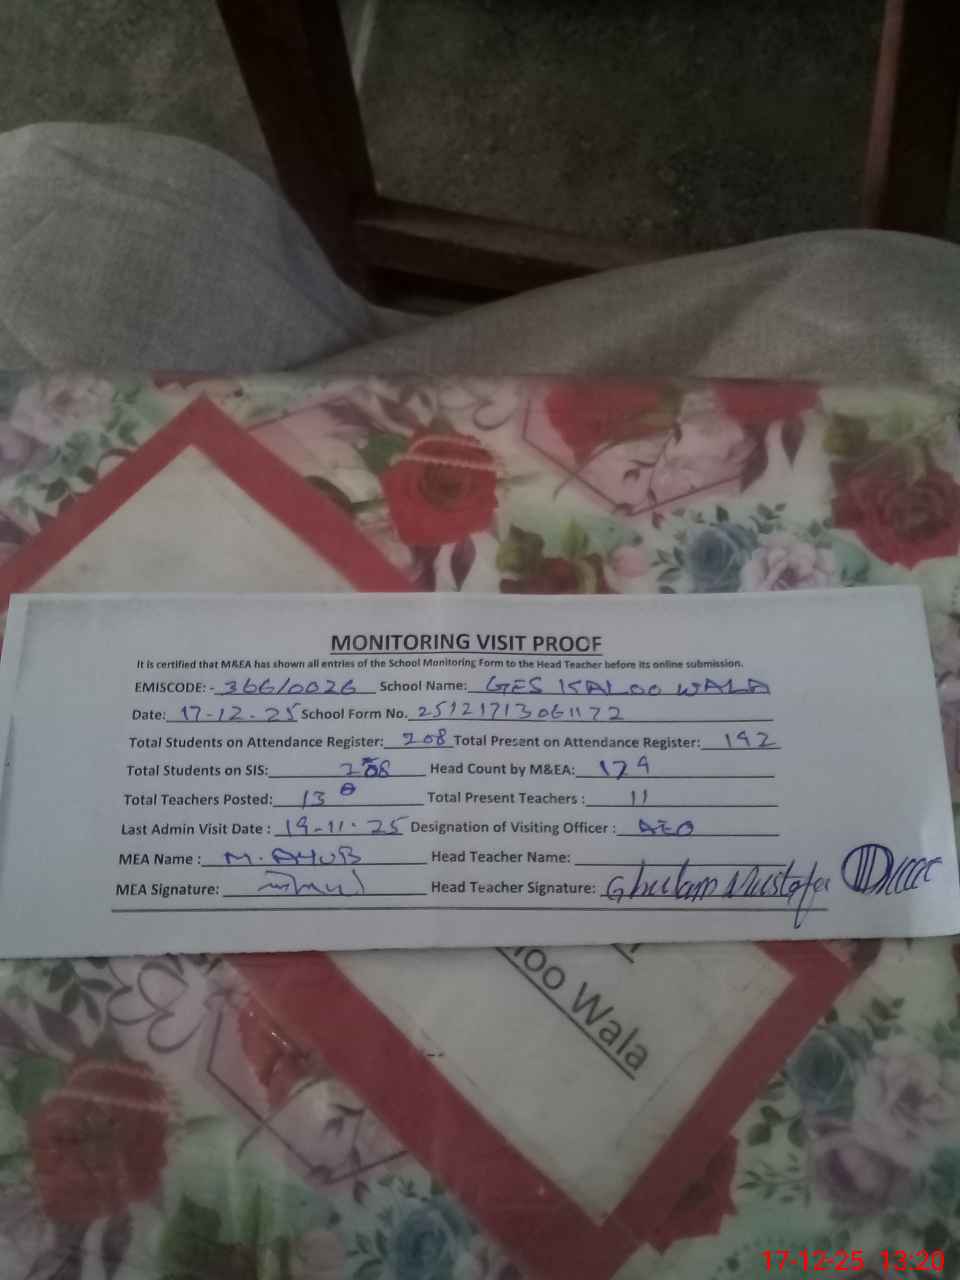 MONITORING VISIT PROOF
It is certified that M&EA has shown all entries of the School Monitoring Form to the Head Teacher before its online submission.
EMISCODE: - 366/0026 School Name: GES KALOO WALA
Date: 17-12-25 School Form No. 25121713061172
Total Students on Attendance Register: 208 Total Present on Attendance Register: 192
Total Students on SIS: 208 Head Count by M&EA: 179
Total Teachers Posted: 13 Total Present Teachers : 11
Last Admin Visit Date : 19-11-25 Designation of Visiting Officer : AEO
MEA Name : M. AYUB Head Teacher Name:
MEA Signature: Head Teacher Signature: Ghulam Mustafa
loo Wala
17-12-25 13:20